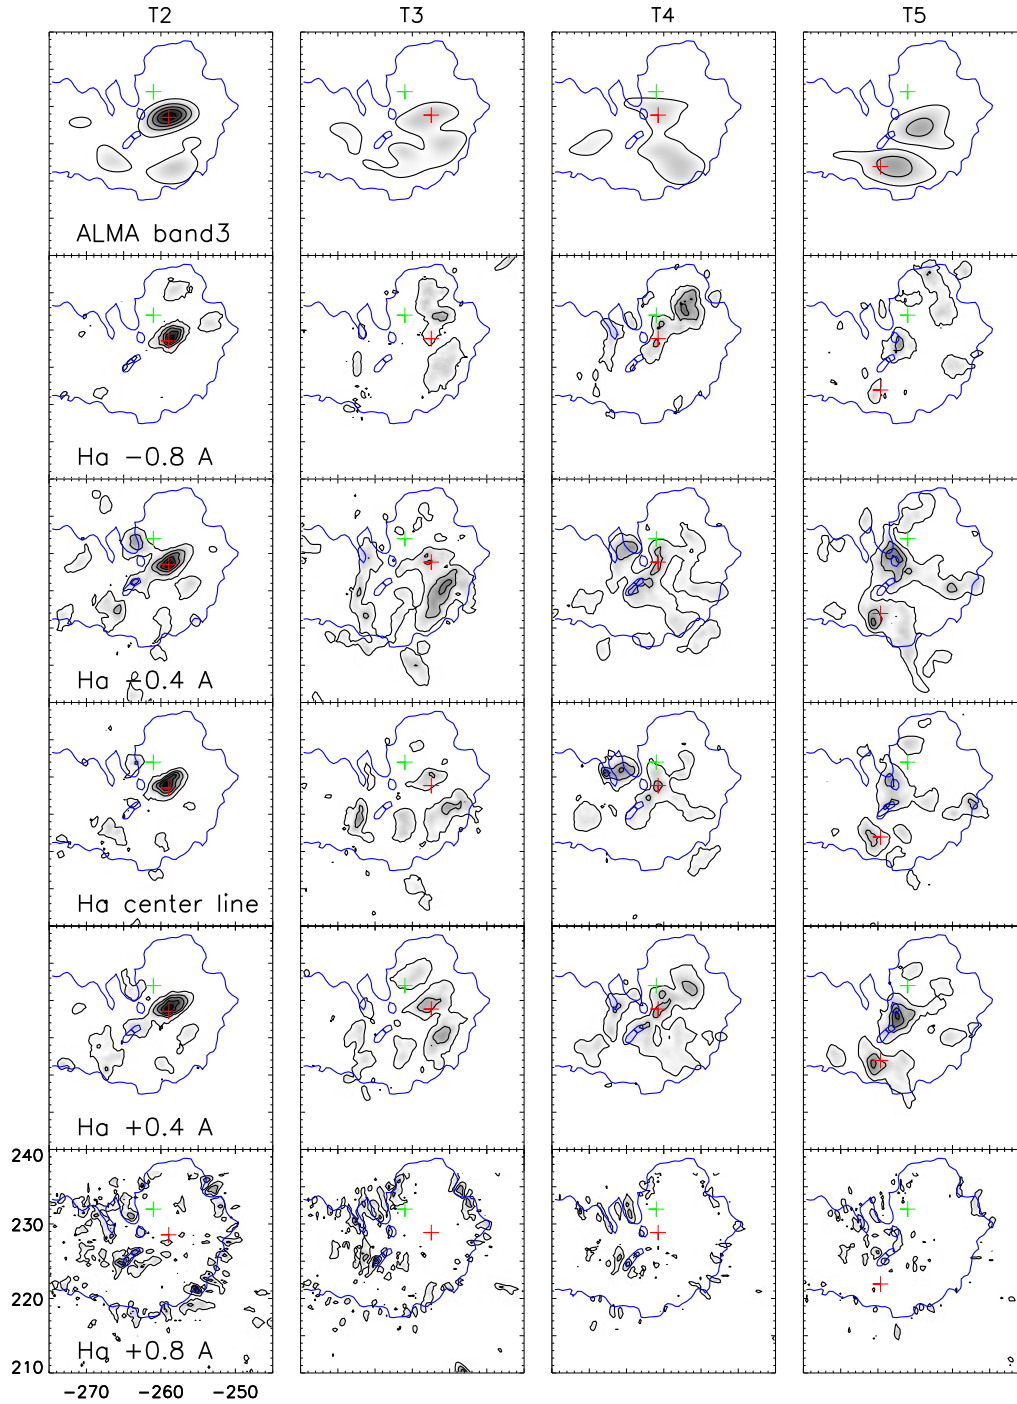 T2 T3 T4 T5
ALMA band3
Ha −0.8 A
Ha −0.4 A
Ha center line
Ha +0.4 A
240
230
220
Ha +0.8 A
210
−270 −260 −250